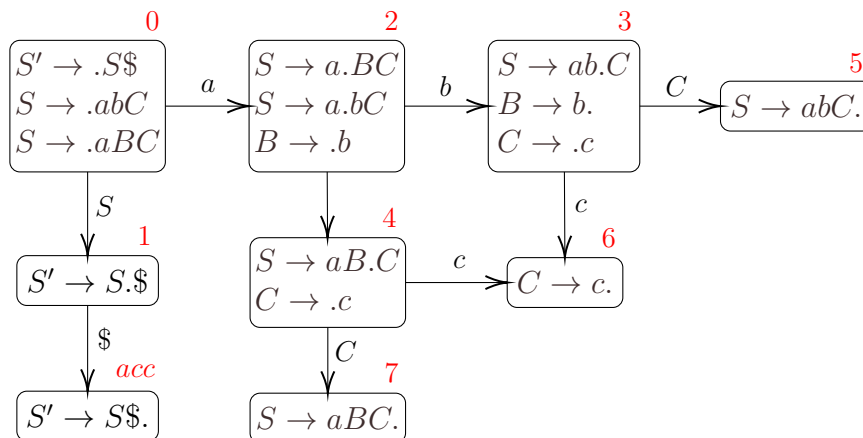 0
S′ → .S$
S → .abC
S → .aBC
a
2
S → a.BC
S → a.bC
B → .b
b
3
S → ab.C
B → b.
C → .c
C
5
S → abC.
S
1
S′ → S.$
$
acc
S′ → S$.
4
S → aB.C
C → .c
c
c
6
C → c.
C
7
S → aBC.